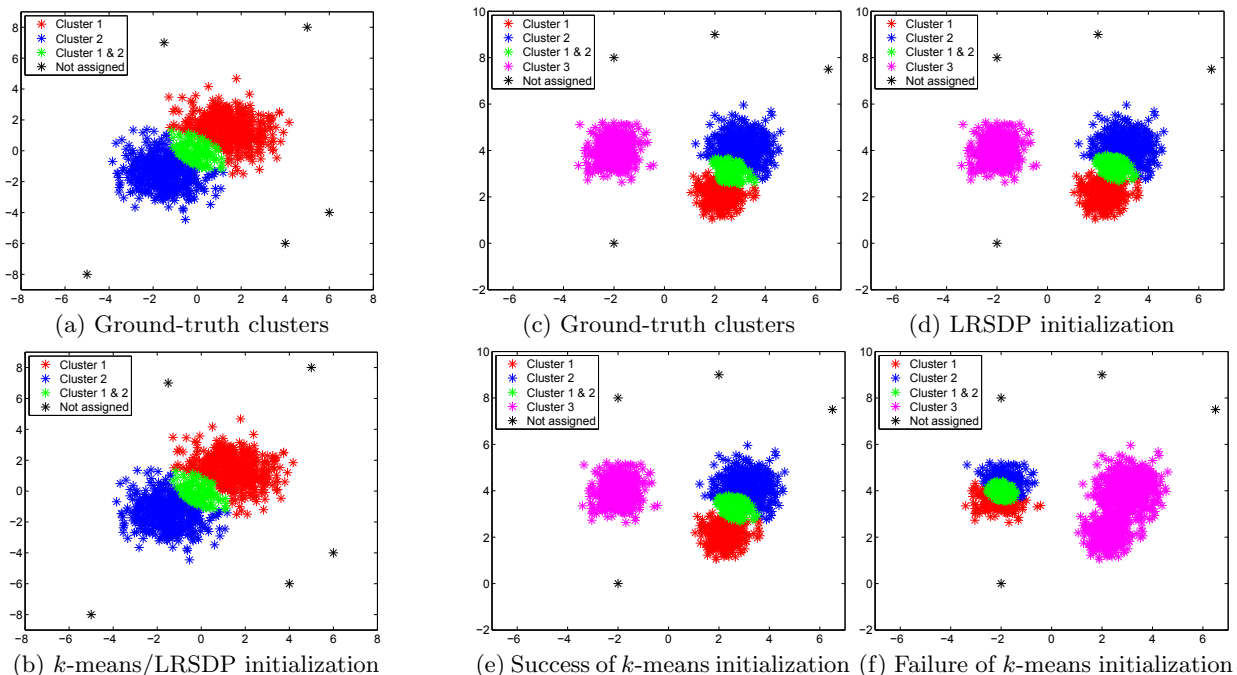 8
6
4
2
0
−2
−4
−6
−8
−8 −6 −4 −2 0 2 4 6 8
Cluster 1
Cluster 2
Cluster 1 & 2
Not assigned
(a) Ground-truth clusters
10
8
6
4
2
0
−2
−2 0 2 4 6
Cluster 1
Cluster 2
Cluster 1 & 2
Cluster 3
Not assigned
(c) Ground-truth clusters
10
8
6
4
2
0
−2
−4 −2 0 2 4 6
Cluster 1
Cluster 2
Cluster 1 & 2
Cluster 3
Not assigned
(d) LRSDP initialization
8
6
4
2
0
−2
−4
−6
−8
−8 −6 −4 −2 0 2 4 6 8
Cluster 1
Cluster 2
Cluster 1 & 2
Not assigned
(b) k-means/LRSDP initialization
10
8
6
4
2
0
−2
−6 −4 −2 0 2 4 6
Cluster 1
Cluster 2
Cluster 1 & 2
Cluster 3
Not assigned
(e) Success of k-means initialization
10
8
6
4
2
0
−2
−6 −4 −2 0 2 4 6
Cluster 1
Cluster 2
Cluster 1 & 2
Cluster 3
Not assigned
(f) Failure of k-means initialization